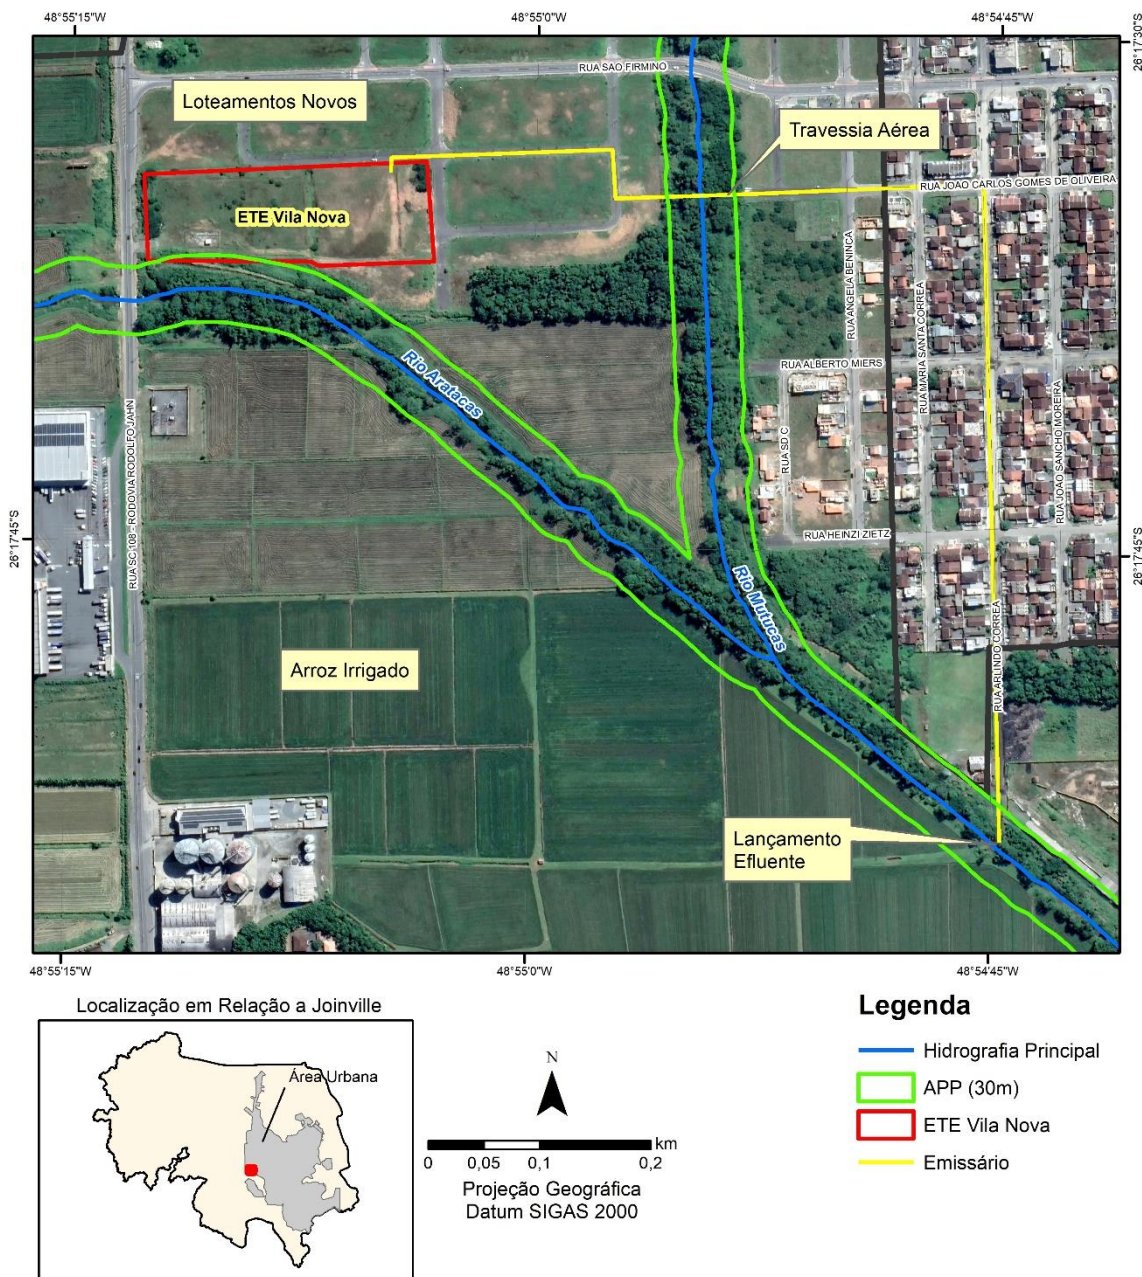 48°55'15"W
48°55'0"W
48°54'45"W
26°17'30"S
RUA SAO FIRMINO
Loteamentos Novos
Travessia Aérea
RUA JOAO CARLOS GOMES DE OLIVEIRA
ETE Vila Nova
RUA ANGELA BENINCA
RUA MARIA SANTA CORREA
RUA ALBERTO MIERS
Rio Aratacas
RUA SD C
RUA JOAO SANCHO MOREIRA
RUA SC 108 - RODOVIA RODOLFO JAHN
26°17'45"S
RUA HEINZI ZIETZ
26°17'45"S
Rio Mutucas
RUA ARLINDO CORREA
Arroz Irrigado
Lançamento
Efluente
48°55'15"W
48°55'0"W
48°54'45"W
Localização em Relação a Joinville
Área Urbana
N
km
0 0,05 0,1 0,2
Projeção Geográfica
Datum SIGAS 2000
Legenda
Hidrografia Principal
APP (30m)
ETE Vila Nova
Emissário